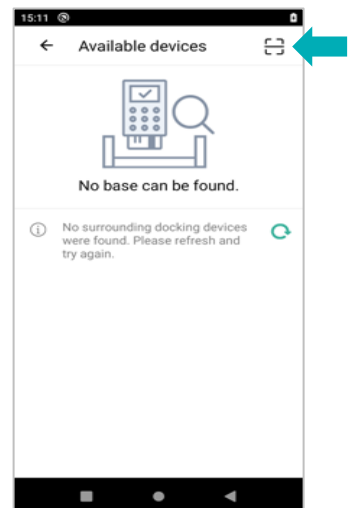 15:11
Available devices
No base can be found.
No surrounding docking devices
were found. Please refresh and
try again.